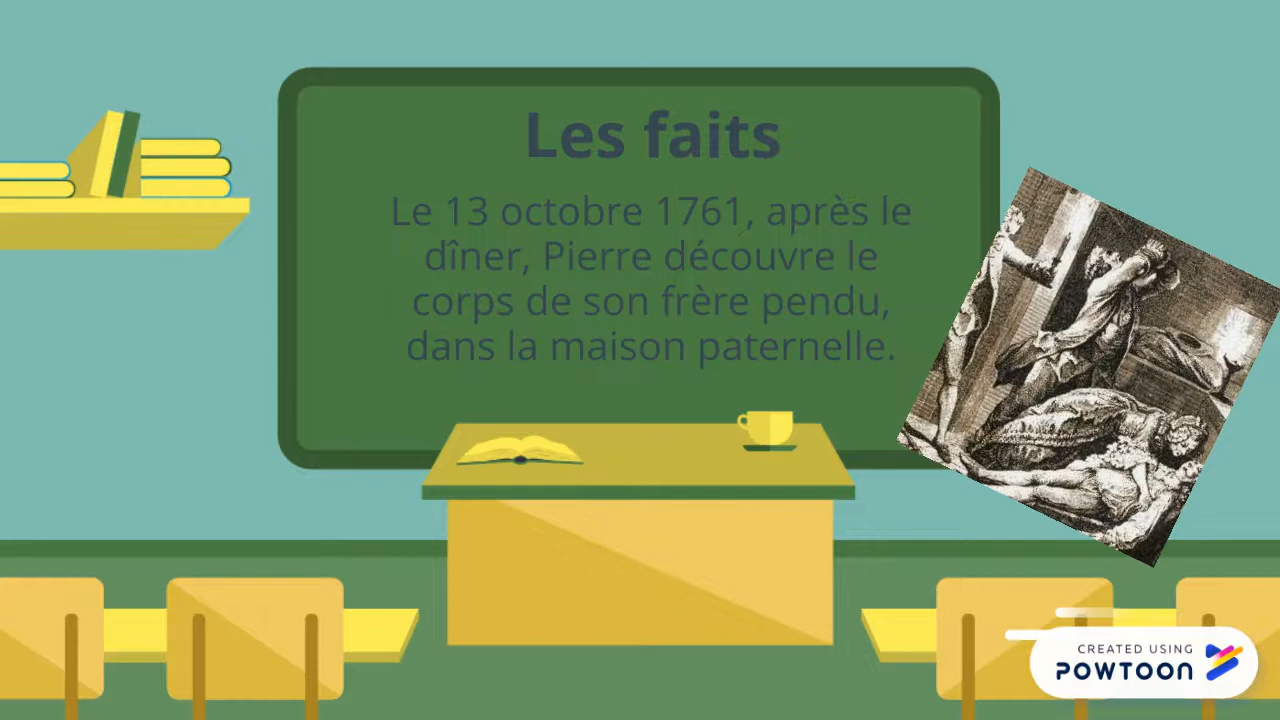 Les faits
Le 13 octobre 1761, après le
dîner, Pierre découvre le
corps de son frère pendu,
dans la maison paternelle.
CREATED USING
POWTOON